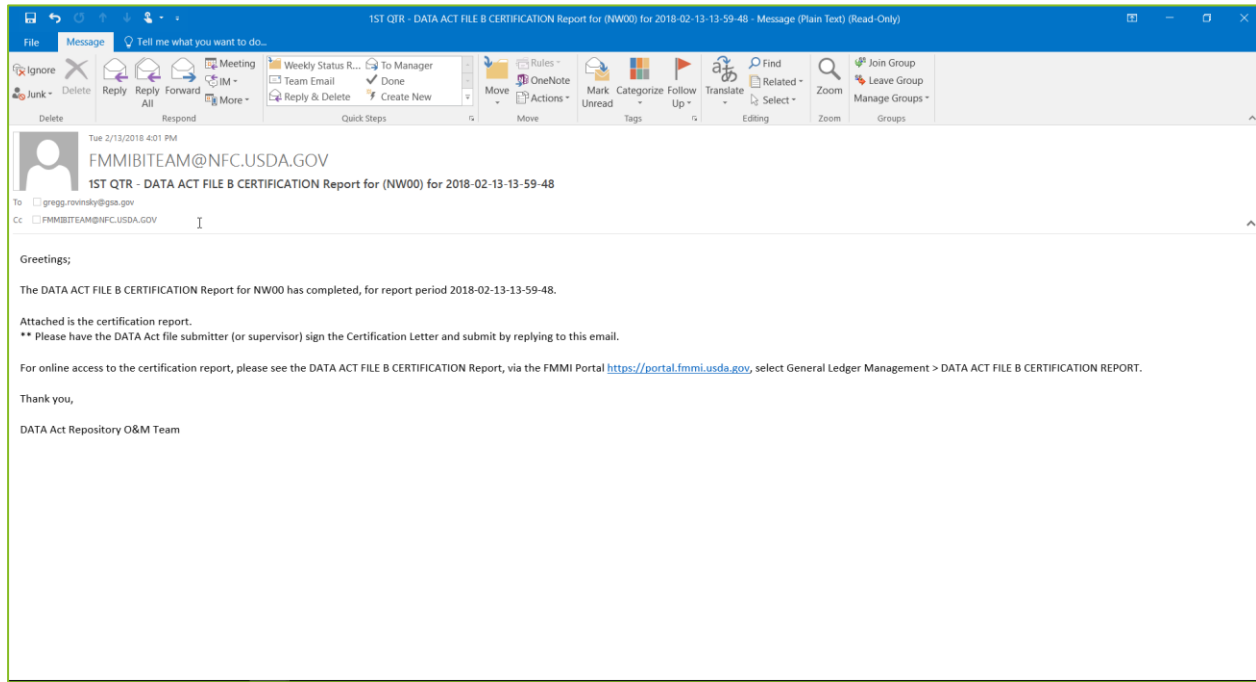 1ST QTR - DATA ACT FILE B CERTIFICATION Report for (NW00) for 2018-02-13-13-59-48 - Message (Plain Text) (Read-Only)
File Message Tell me what you want to do...
Ignore
Junk
Delete
Reply
Reply All
Forward
Meeting
IM
More
Weekly Status R...
Team Email
Reply & Delete
To Manager
Done
Create New
Move
Rules
OneNote
Actions
Mark Unread
Categorize
Follow Up
Translate
Find
Related
Select
Zoom
Join Group
Leave Group
Manage Groups
Delete Respond Quick Steps Move Tags Editing Zoom Groups
Tue 2/13/2018 4:01 PM
FMMIBITEAM@NFC.USDA.GOV
1ST QTR - DATA ACT FILE B CERTIFICATION Report for (NW00) for 2018-02-13-13-59-48
To gregg.rovinsky@gsa.gov
Cc FMMIBITEAM@NFC.USDA.GOV
Greetings;
The DATA ACT FILE B CERTIFICATION Report for NW00 has completed, for report period 2018-02-13-13-59-48.
Attached is the certification report.
** Please have the DATA Act file submitter (or supervisor) sign the Certification Letter and submit by replying to this email.
For online access to the certification report, please see the DATA ACT FILE B CERTIFICATION Report, via the FMMI Portal https://portal.fmmi.usda.gov, select General Ledger Management > DATA ACT FILE B CERTIFICATION REPORT.
Thank you,
DATA Act Repository O&M Team